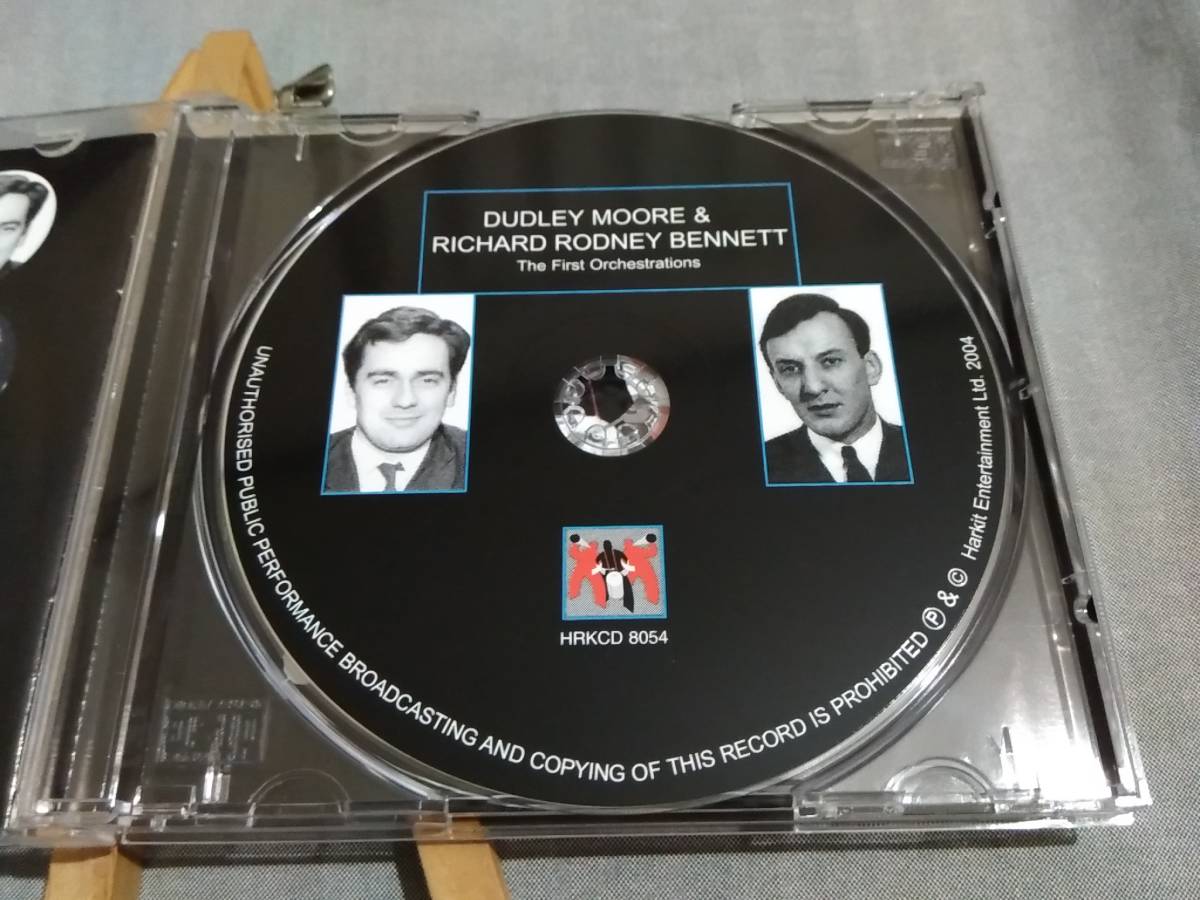 DUDLEY MOORE &
RICHARD RODNEY BENNETT
The First Orchestrations
HRKCD 8054
UNAUTHORISED PUBLIC PERFORMANCE BROADCASTING AND COPYING OF THIS RECORD IS PROHIBITED Ⓟ & © Harkit Entertainment Ltd. 2004